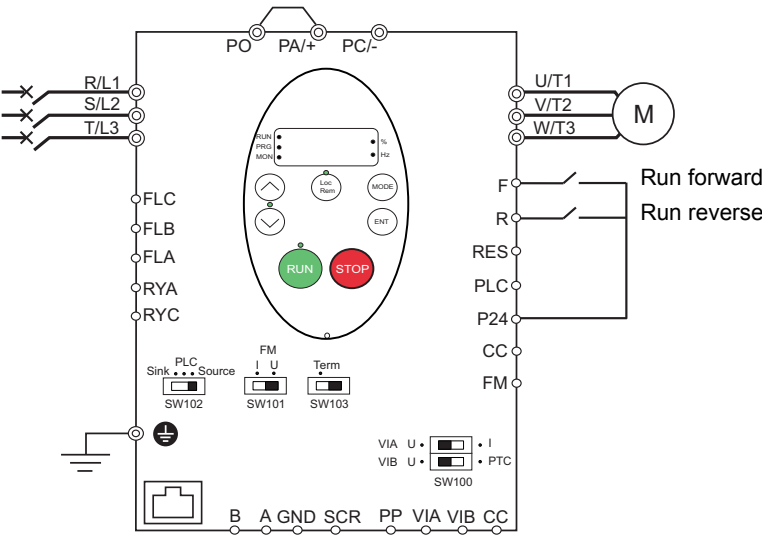 PO PA/+ PC/-
R/L1 U/T1
S/L2 V/T2
T/L3 W/T3
M
RUN %
PRG
MON Hz
Loc
Rem
MODE
ENT
RUN STOP
F Run forward
R Run reverse
RES
PLC
P24
CC
FM
FLC
FLB
FLA
RYA
RYC
PLC
Sink Source
SW102
FM
I U
SW101
Term
SW103
VIA U I
VIB U PTC
SW100
B A GND SCR PP VIA VIB CC